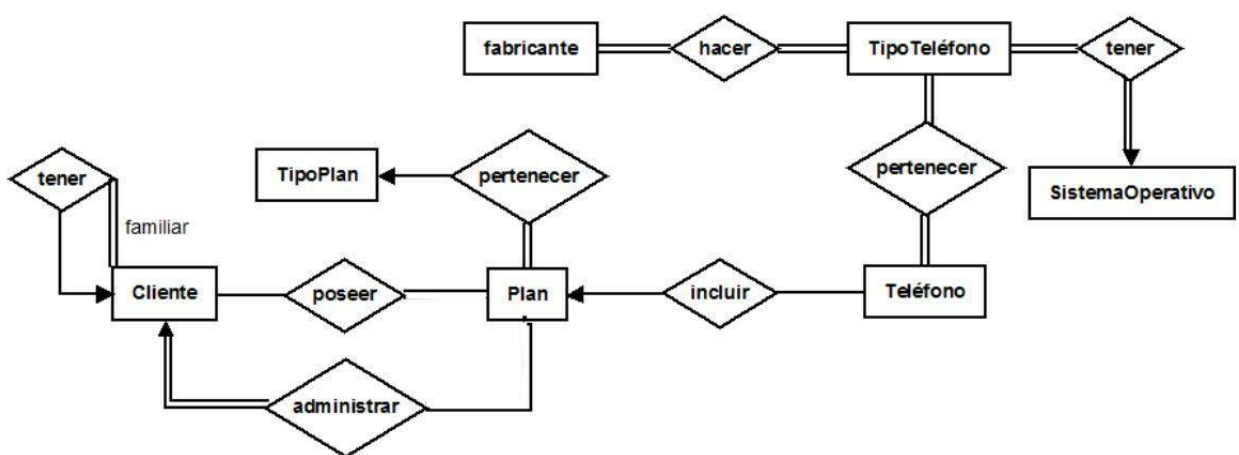 fabricante
hacer
TipoTeléfono
tener
TipoPlan
pertenecer
pertenecer
tener
SistemaOperativo
familiar
Cliente
poseer
Plan
incluir
Teléfono
administrar